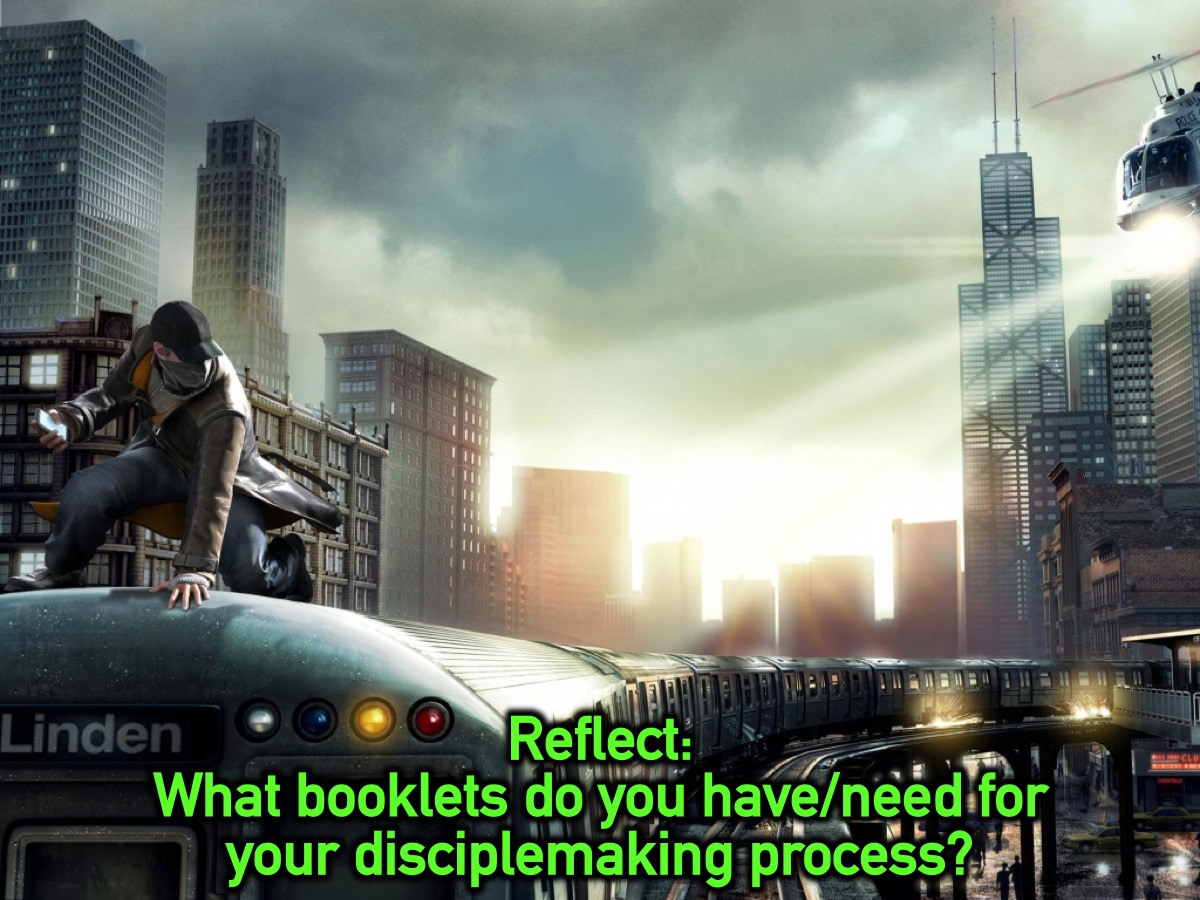 Linden
Reflect:
What booklets do you have/need for
your disciplemaking process?